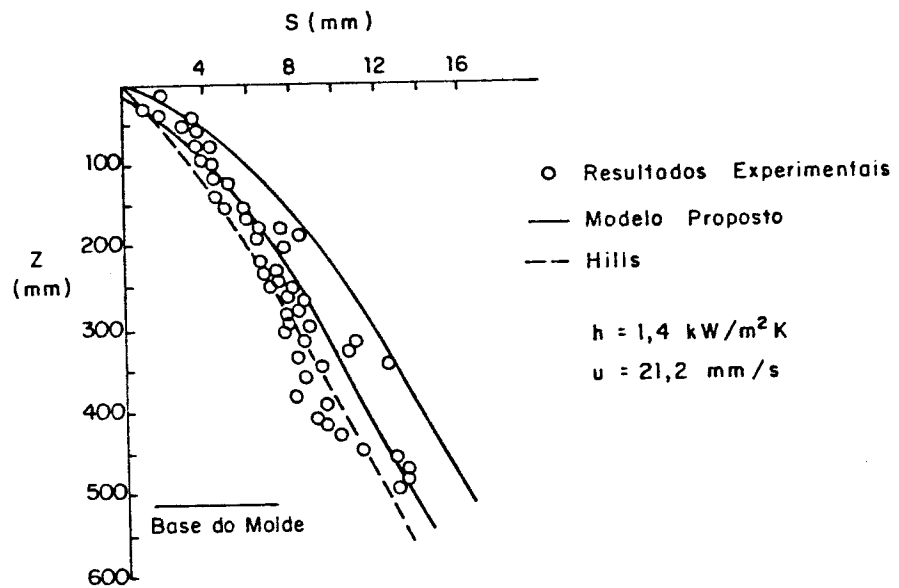 S (mm)
4 8 12 16
100
200
300
400
500
600
Z
(mm)
Resultados Experimentais
Modelo Proposto
Hills
h = 1,4 kW/m²K
u = 21,2 mm/s
Base do Molde